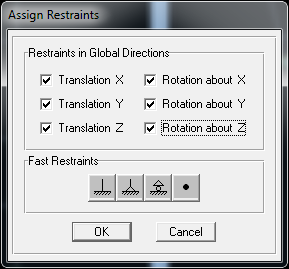 Assign Restraints
Restraints in Global Directions
Translation X Rotation about X
Translation Y Rotation about Y
Translation Z Rotation about Z
Fast Restraints
OK Cancel